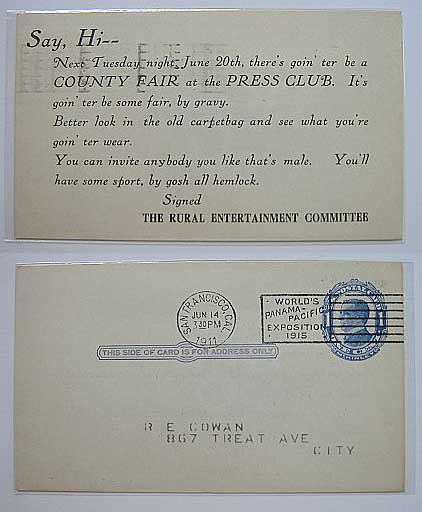 Say, Hi--
Next Tuesday night, June 20th, there's goin' ter be a
COUNTY FAIR at the PRESS CLUB. It's
goin' ter be some fair, by gravy.
Better look in the old carpetbag and see what you're
goin' ter wear.
You can invite anybody you like that's male. You'll
have some sport, by gosh all hemlock.
Signed
THE RURAL ENTERTAINMENT COMMITTEE
SAN FRANCISCO, CAL.
JUN 14
7 30 PM
1911
WORLD'S
PANAMA-
PACIFIC
EXPOSITION
1915
THIS SIDE OF CARD IS FOR ADDRESS ONLY
R E COWAN
867 TREAT AVE
CITY